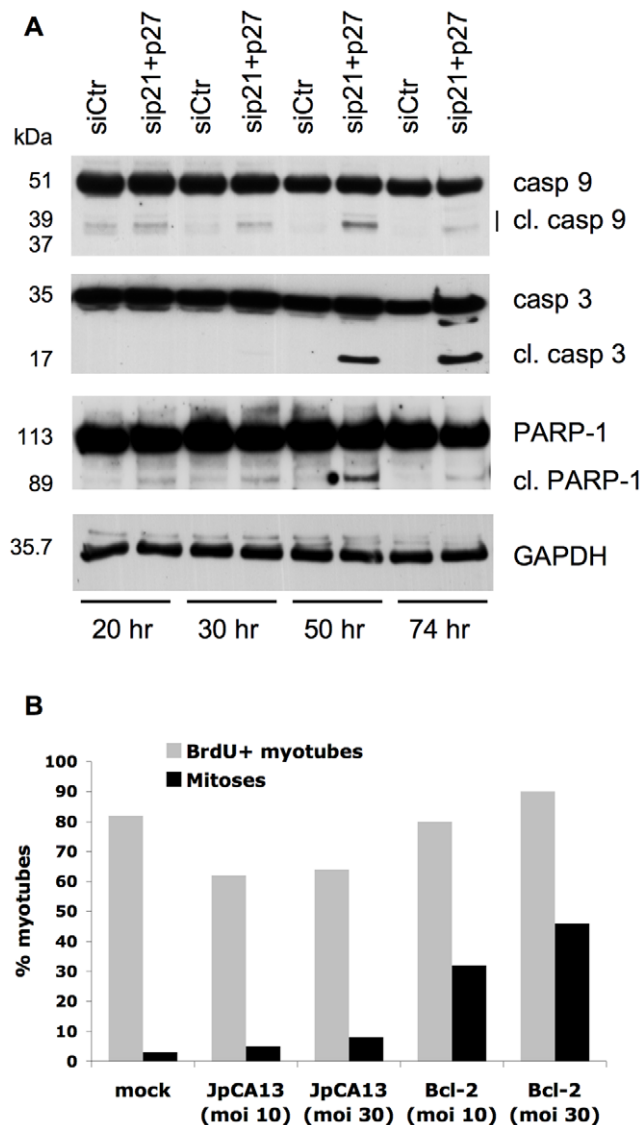 A
siCtr sip21+p27 siCtr sip21+p27 siCtr sip21+p27 siCtr sip21+p27
kDa
51 casp 9
39 cl. casp 9
37
35 casp 3
17 cl. casp 3
113 PARP-1
89 cl. PARP-1
35.7 GAPDH
20 hr 30 hr 50 hr 74 hr
B
BrdU+ myotubes
Mitoses
% myotubes
100
90
80
70
60
50
40
30
20
10
0
mock JpCA13 JpCA13 Bcl-2 Bcl-2
(moi 10) (moi 30) (moi 10) (moi 30)